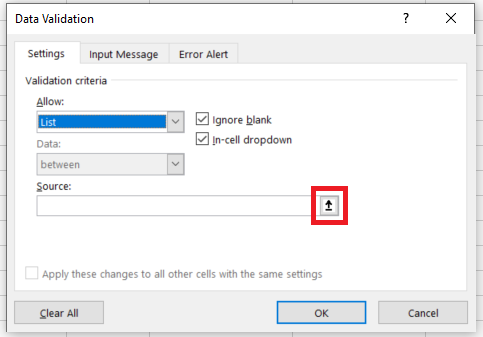 Data Validation ?
Settings Input Message Error Alert
Validation criteria
Allow:
List Ignore blank
Data: In-cell dropdown
between
Source:
Apply these changes to all other cells with the same settings
Clear All OK Cancel